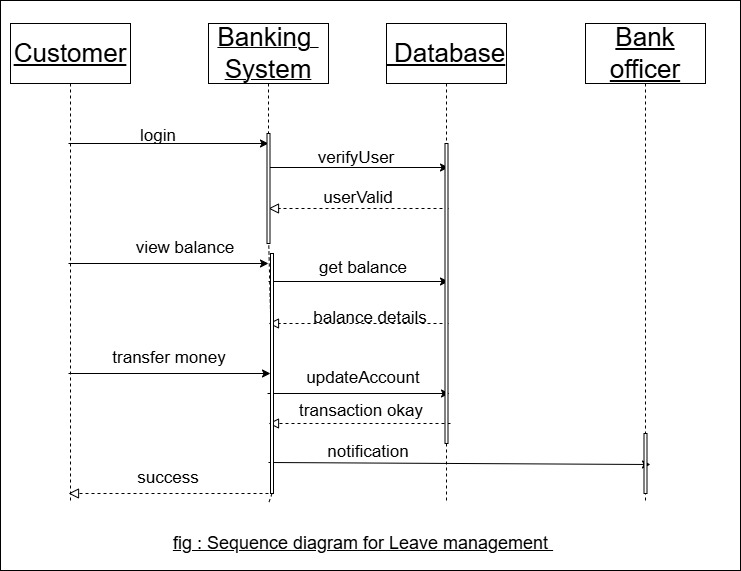 Customer
Banking
System
Database
Bank
officer
login
verifyUser
userValid
view balance
get balance
balance details
transfer money
updateAccount
transaction okay
notification
success
fig : Sequence diagram for Leave management